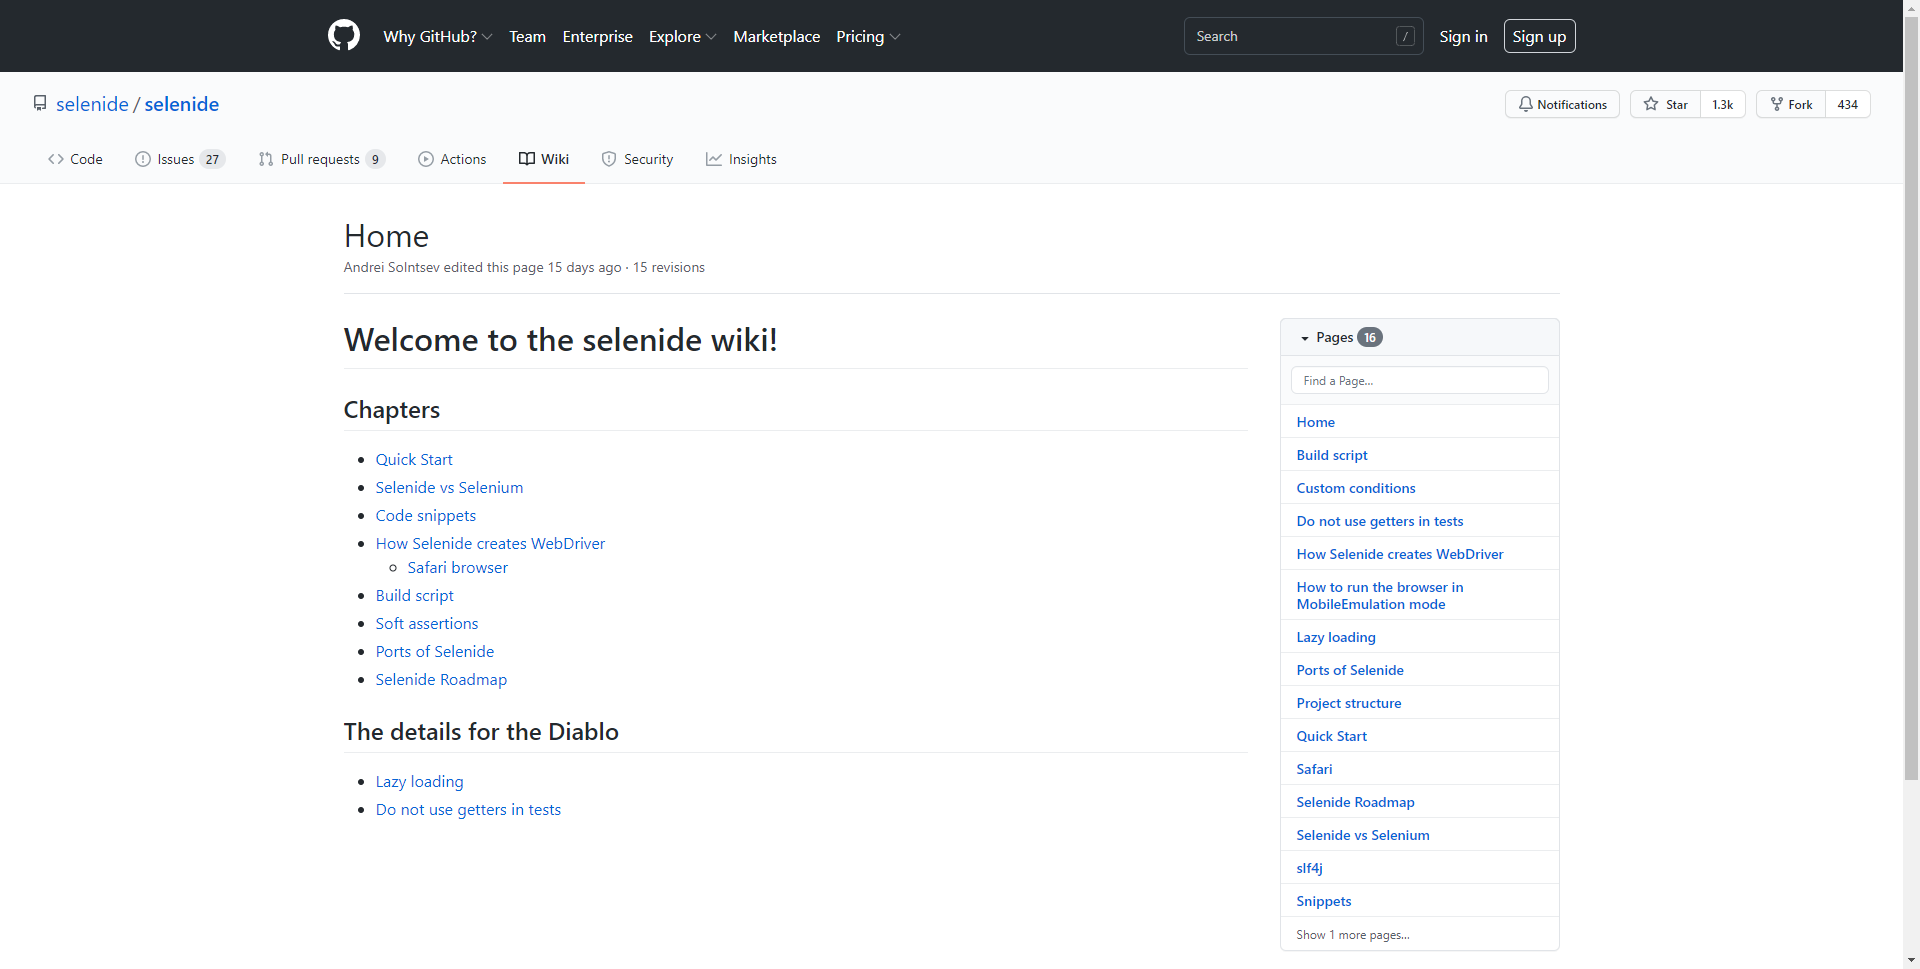 Why GitHub? Team Enterprise Explore Marketplace Pricing Search / Sign in Sign up
selenide / selenide Notifications Star 1.3k Fork 434
Code Issues 27 Pull requests 9 Actions Wiki Security Insights
Home
Andrei Solntsev edited this page 15 days ago · 15 revisions
Welcome to the selenide wiki!
Chapters
Quick Start
Selenide vs Selenium
Code snippets
How Selenide creates WebDriver
Safari browser
Build script
Soft assertions
Ports of Selenide
Selenide Roadmap
The details for the Diablo
Lazy loading
Do not use getters in tests
Pages 16
Find a Page...
Home
Build script
Custom conditions
Do not use getters in tests
How Selenide creates WebDriver
How to run the browser in
MobileEmulation mode
Lazy loading
Ports of Selenide
Project structure
Quick Start
Safari
Selenide Roadmap
Selenide vs Selenium
slf4j
Snippets
Show 1 more pages...